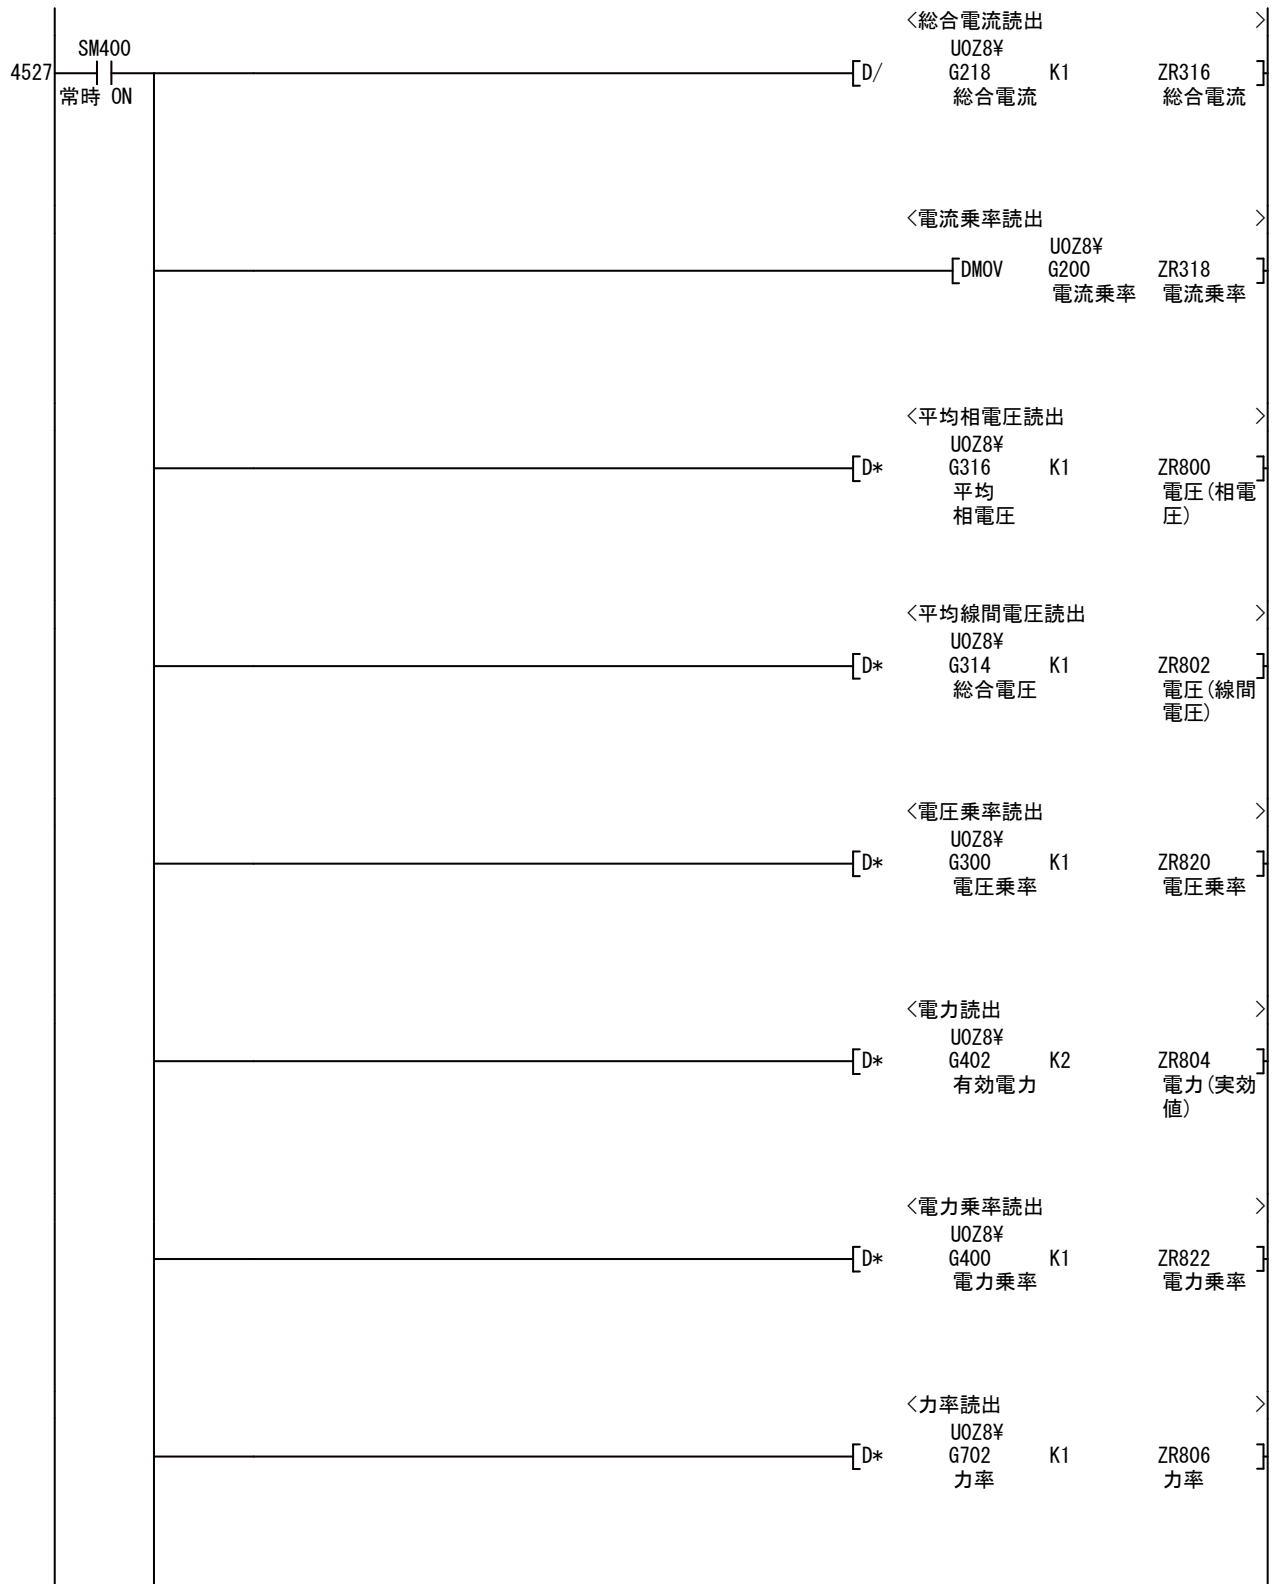 <総合電流読出 >
SM400 U0Z8¥
4527 [D/ G218 K1 ZR316 ]
常時 ON 総合電流 総合電流
<電流乗率読出 >
U0Z8¥
[DMOV G200 ZR318 ]
電流乗率 電流乗率
<平均相電圧読出 >
U0Z8¥
[D* G316 K1 ZR800 ]
平均 電圧(相電
相電圧 圧)
<平均線間電圧読出 >
U0Z8¥
[D* G314 K1 ZR802 ]
総合電圧 電圧(線間
電圧)
<電圧乗率読出 >
U0Z8¥
[D* G300 K1 ZR820 ]
電圧乗率 電圧乗率
<電力読出 >
U0Z8¥
[D* G402 K2 ZR804 ]
有効電力 電力(実効
値)
<電力乗率読出 >
U0Z8¥
[D* G400 K1 ZR822 ]
電力乗率 電力乗率
<力率読出 >
U0Z8¥
[D* G702 K1 ZR806 ]
力率 力率